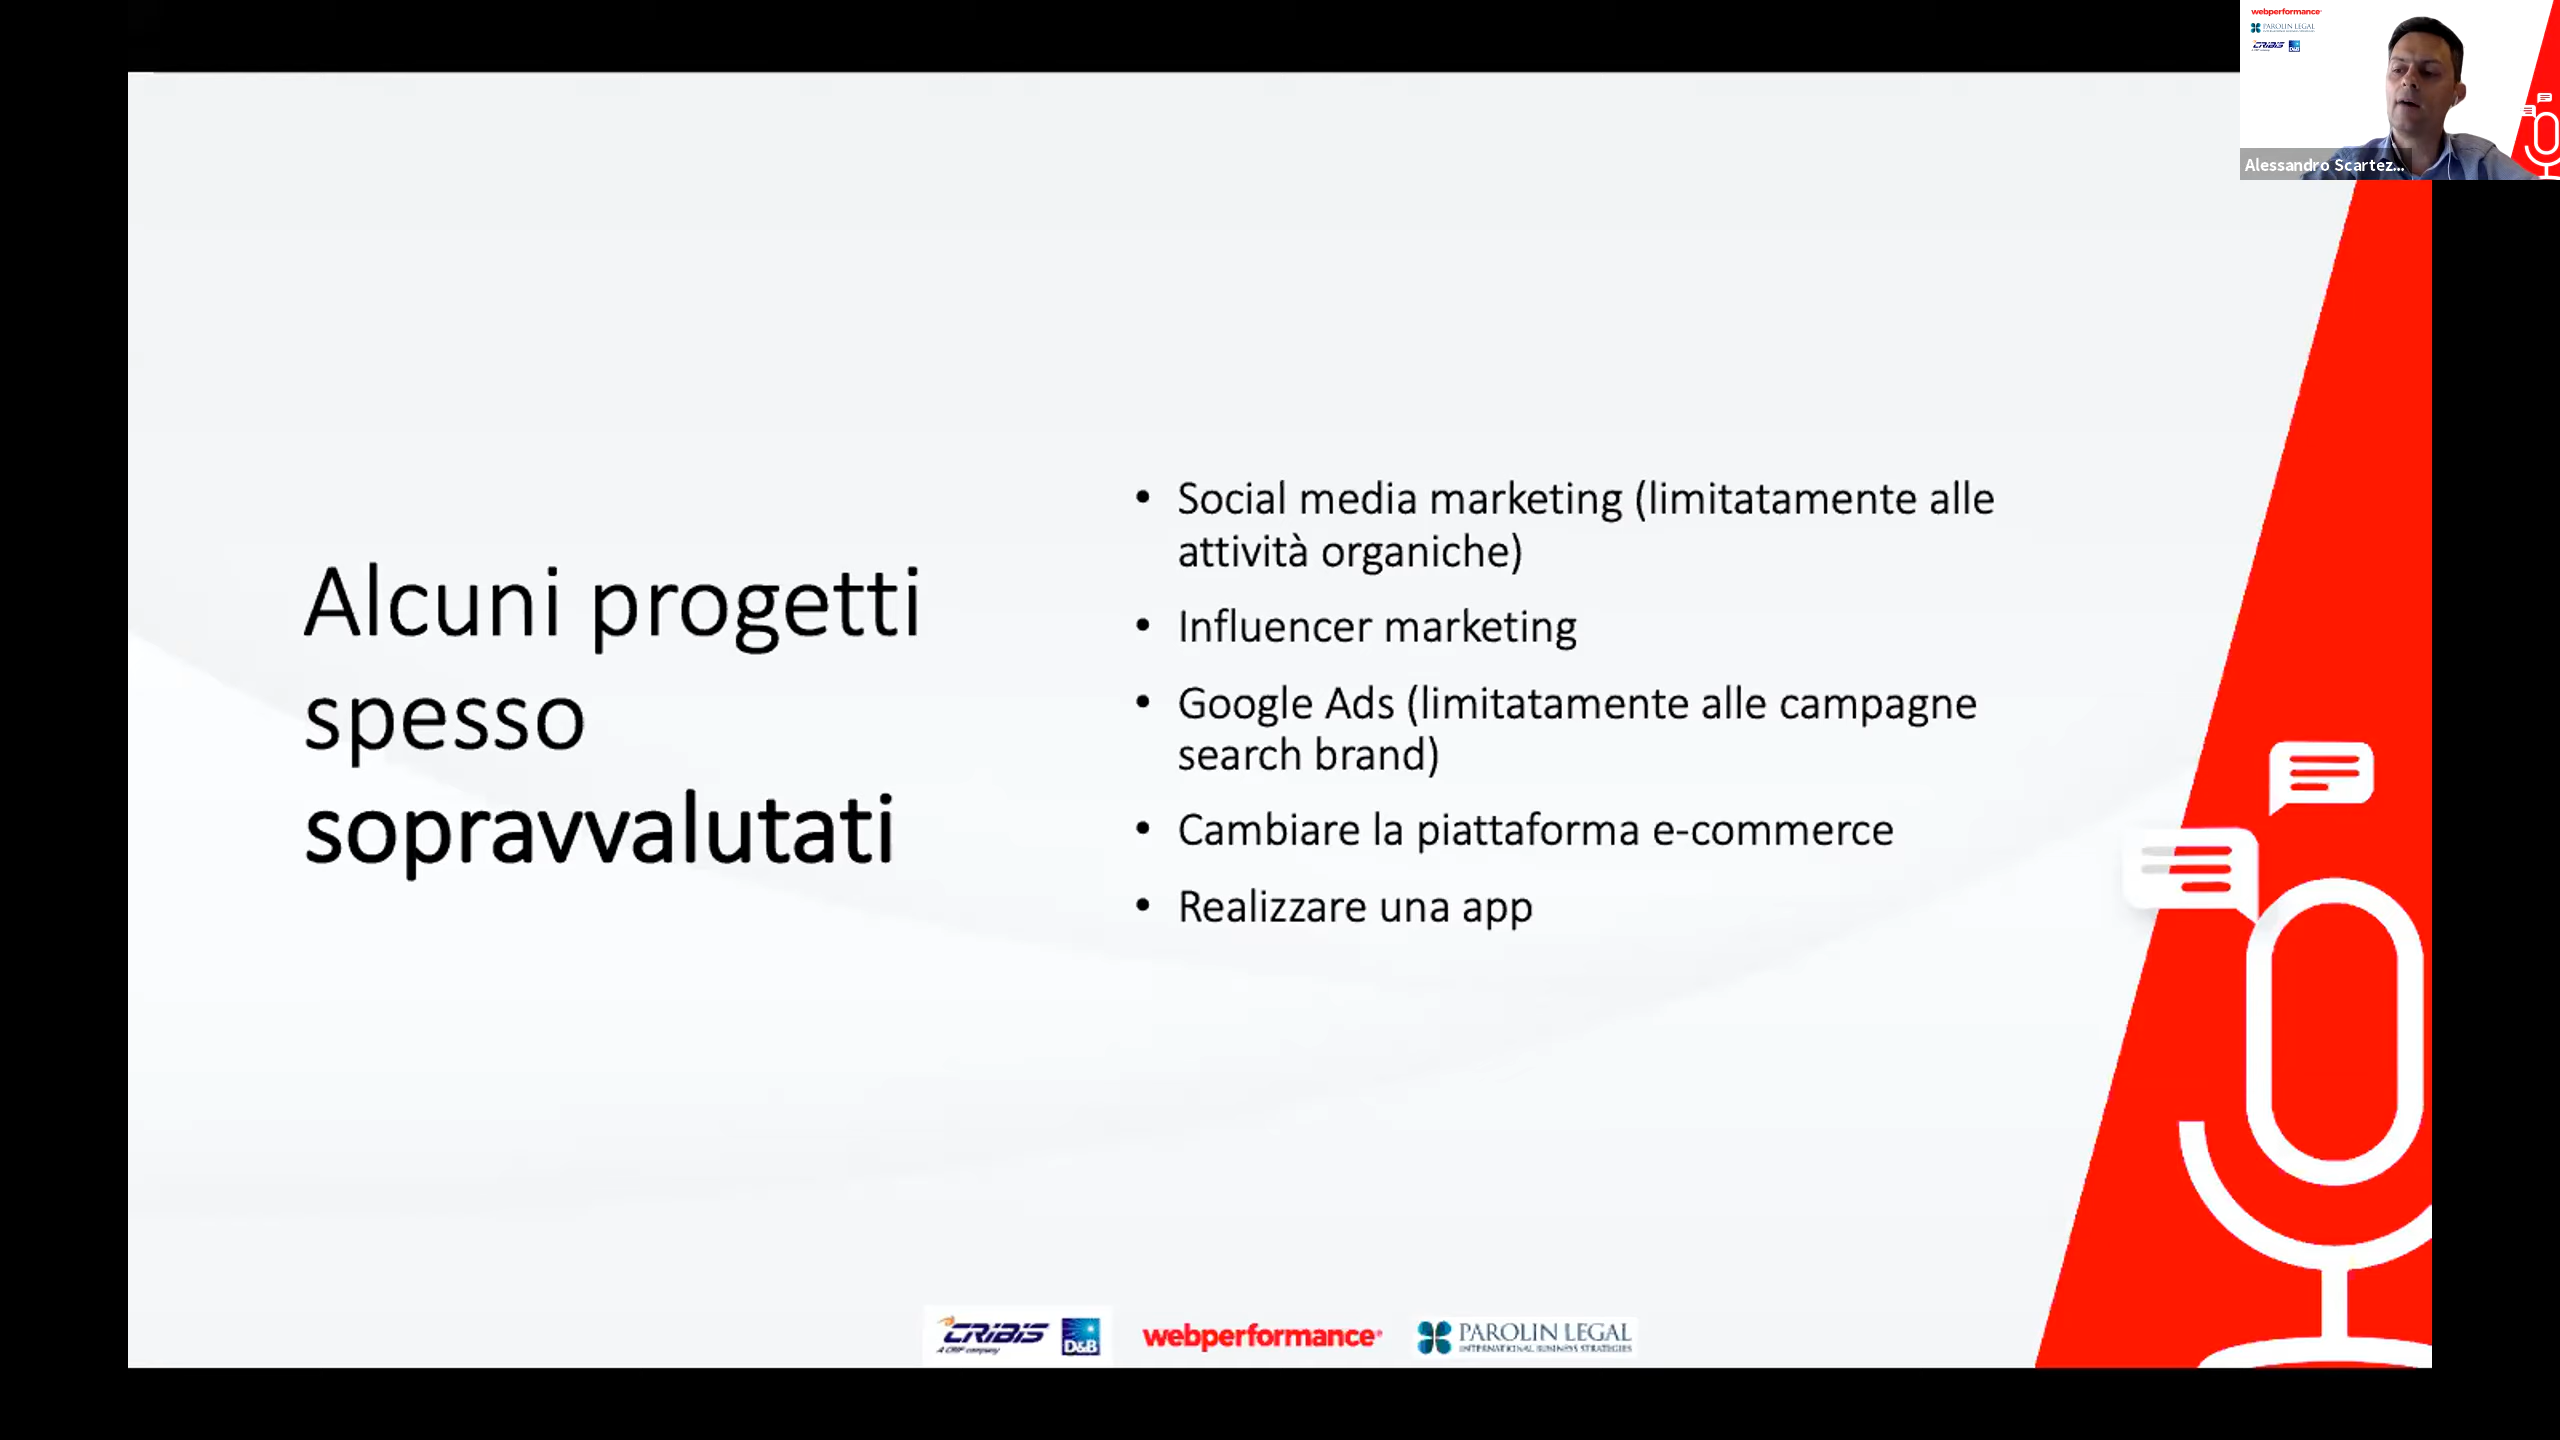 webperformance
PAROLIN LEGAL
CRIBIS
Alessandro Scartez...
Alcuni progetti
spesso
sopravvalutati
• Social media marketing (limitatamente alle
attività organiche)
• Influencer marketing
• Google Ads (limitatamente alle campagne
search brand)
• Cambiare la piattaforma e-commerce
• Realizzare una app
CRIBIS
A CRIF company
D&B
webperformance
PAROLIN LEGAL
INTERNATIONAL BUSINESS STRATEGIES